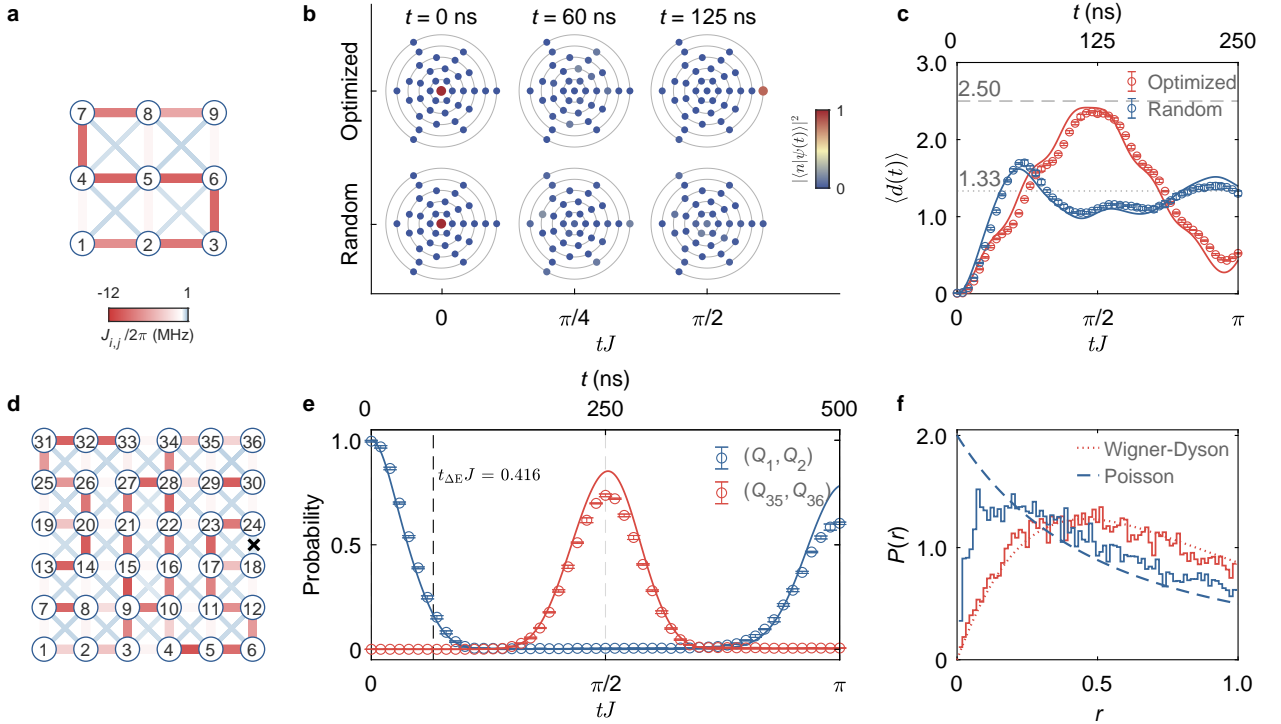 a
7 8 9
4 5 6
1 2 3
-12 1
J_{i,j}/2π (MHz)
b
t = 0 ns t = 60 ns t = 125 ns
Optimized
Random
1
0
|⟨n|ψ(t)⟩|²
0 π/4 π/2
tJ
c
t (ns)
0 125 250
3.0
2.0
1.0
0
⟨d(t)⟩
2.50
1.33
Optimized
Random
0 π/2 π
tJ
d
31 32 33 34 35 36
25 26 27 28 29 30
19 20 21 22 23 24
13 14 15 16 17 18
7 8 9 10 11 12
1 2 3 4 5 6
e
t (ns)
0 250 500
1.0
0.5
0
Probability
t_{ΔE}J = 0.416
(Q₁, Q₂)
(Q₃₅, Q₃₆)
0 π/2 π
tJ
f
2.0
1.0
0
P(r)
Wigner-Dyson
Poisson
0 0.5 1.0
r